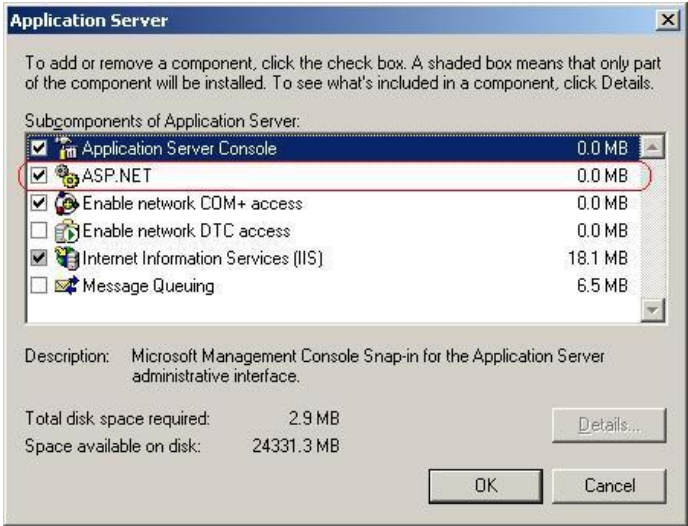 Application Server
To add or remove a component, click the check box. A shaded box means that only part
of the component will be installed. To see what's included in a component, click Details.
Subcomponents of Application Server:
Application Server Console 0.0 MB
ASP.NET 0.0 MB
Enable network COM+ access 0.0 MB
Enable network DTC access 0.0 MB
Internet Information Services (IIS) 18.1 MB
Message Queuing 6.5 MB
Description: Microsoft Management Console Snap-in for the Application Server
administrative interface.
Total disk space required: 2.9 MB
Space available on disk: 24331.3 MB
Details...
OK Cancel